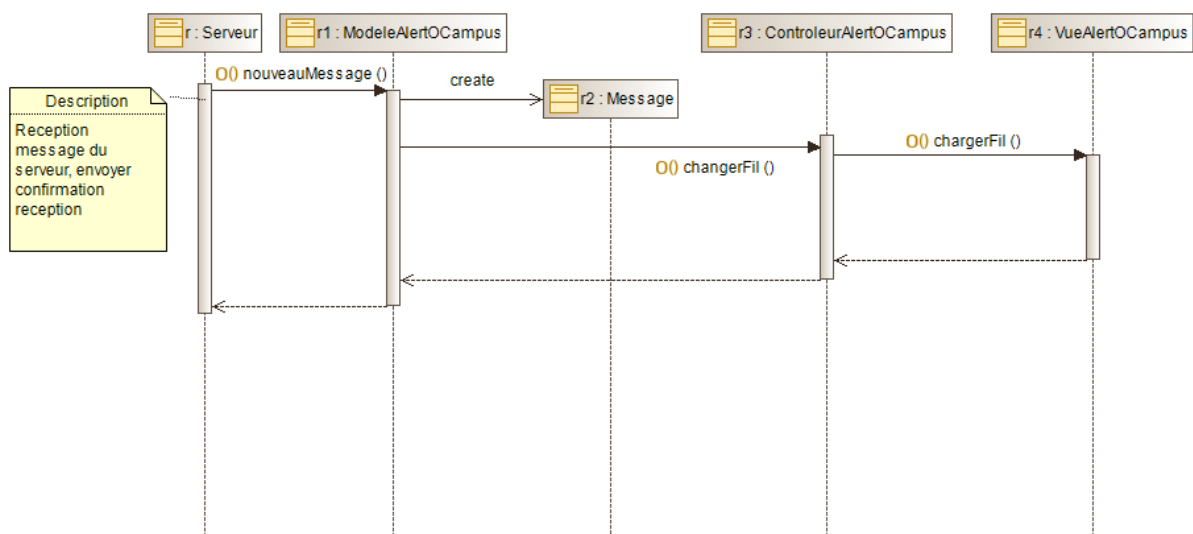 r : Serveur
r1 : ModeleAlertOCampus
r3 : ControleurAlertOCampus
r4 : VueAlertOCampus
O() nouveauMessage ()
create
r2 : Message
Description
Reception
message du
serveur, envoyer
confirmation
reception
O() changerFil ()
O() chargerFil ()